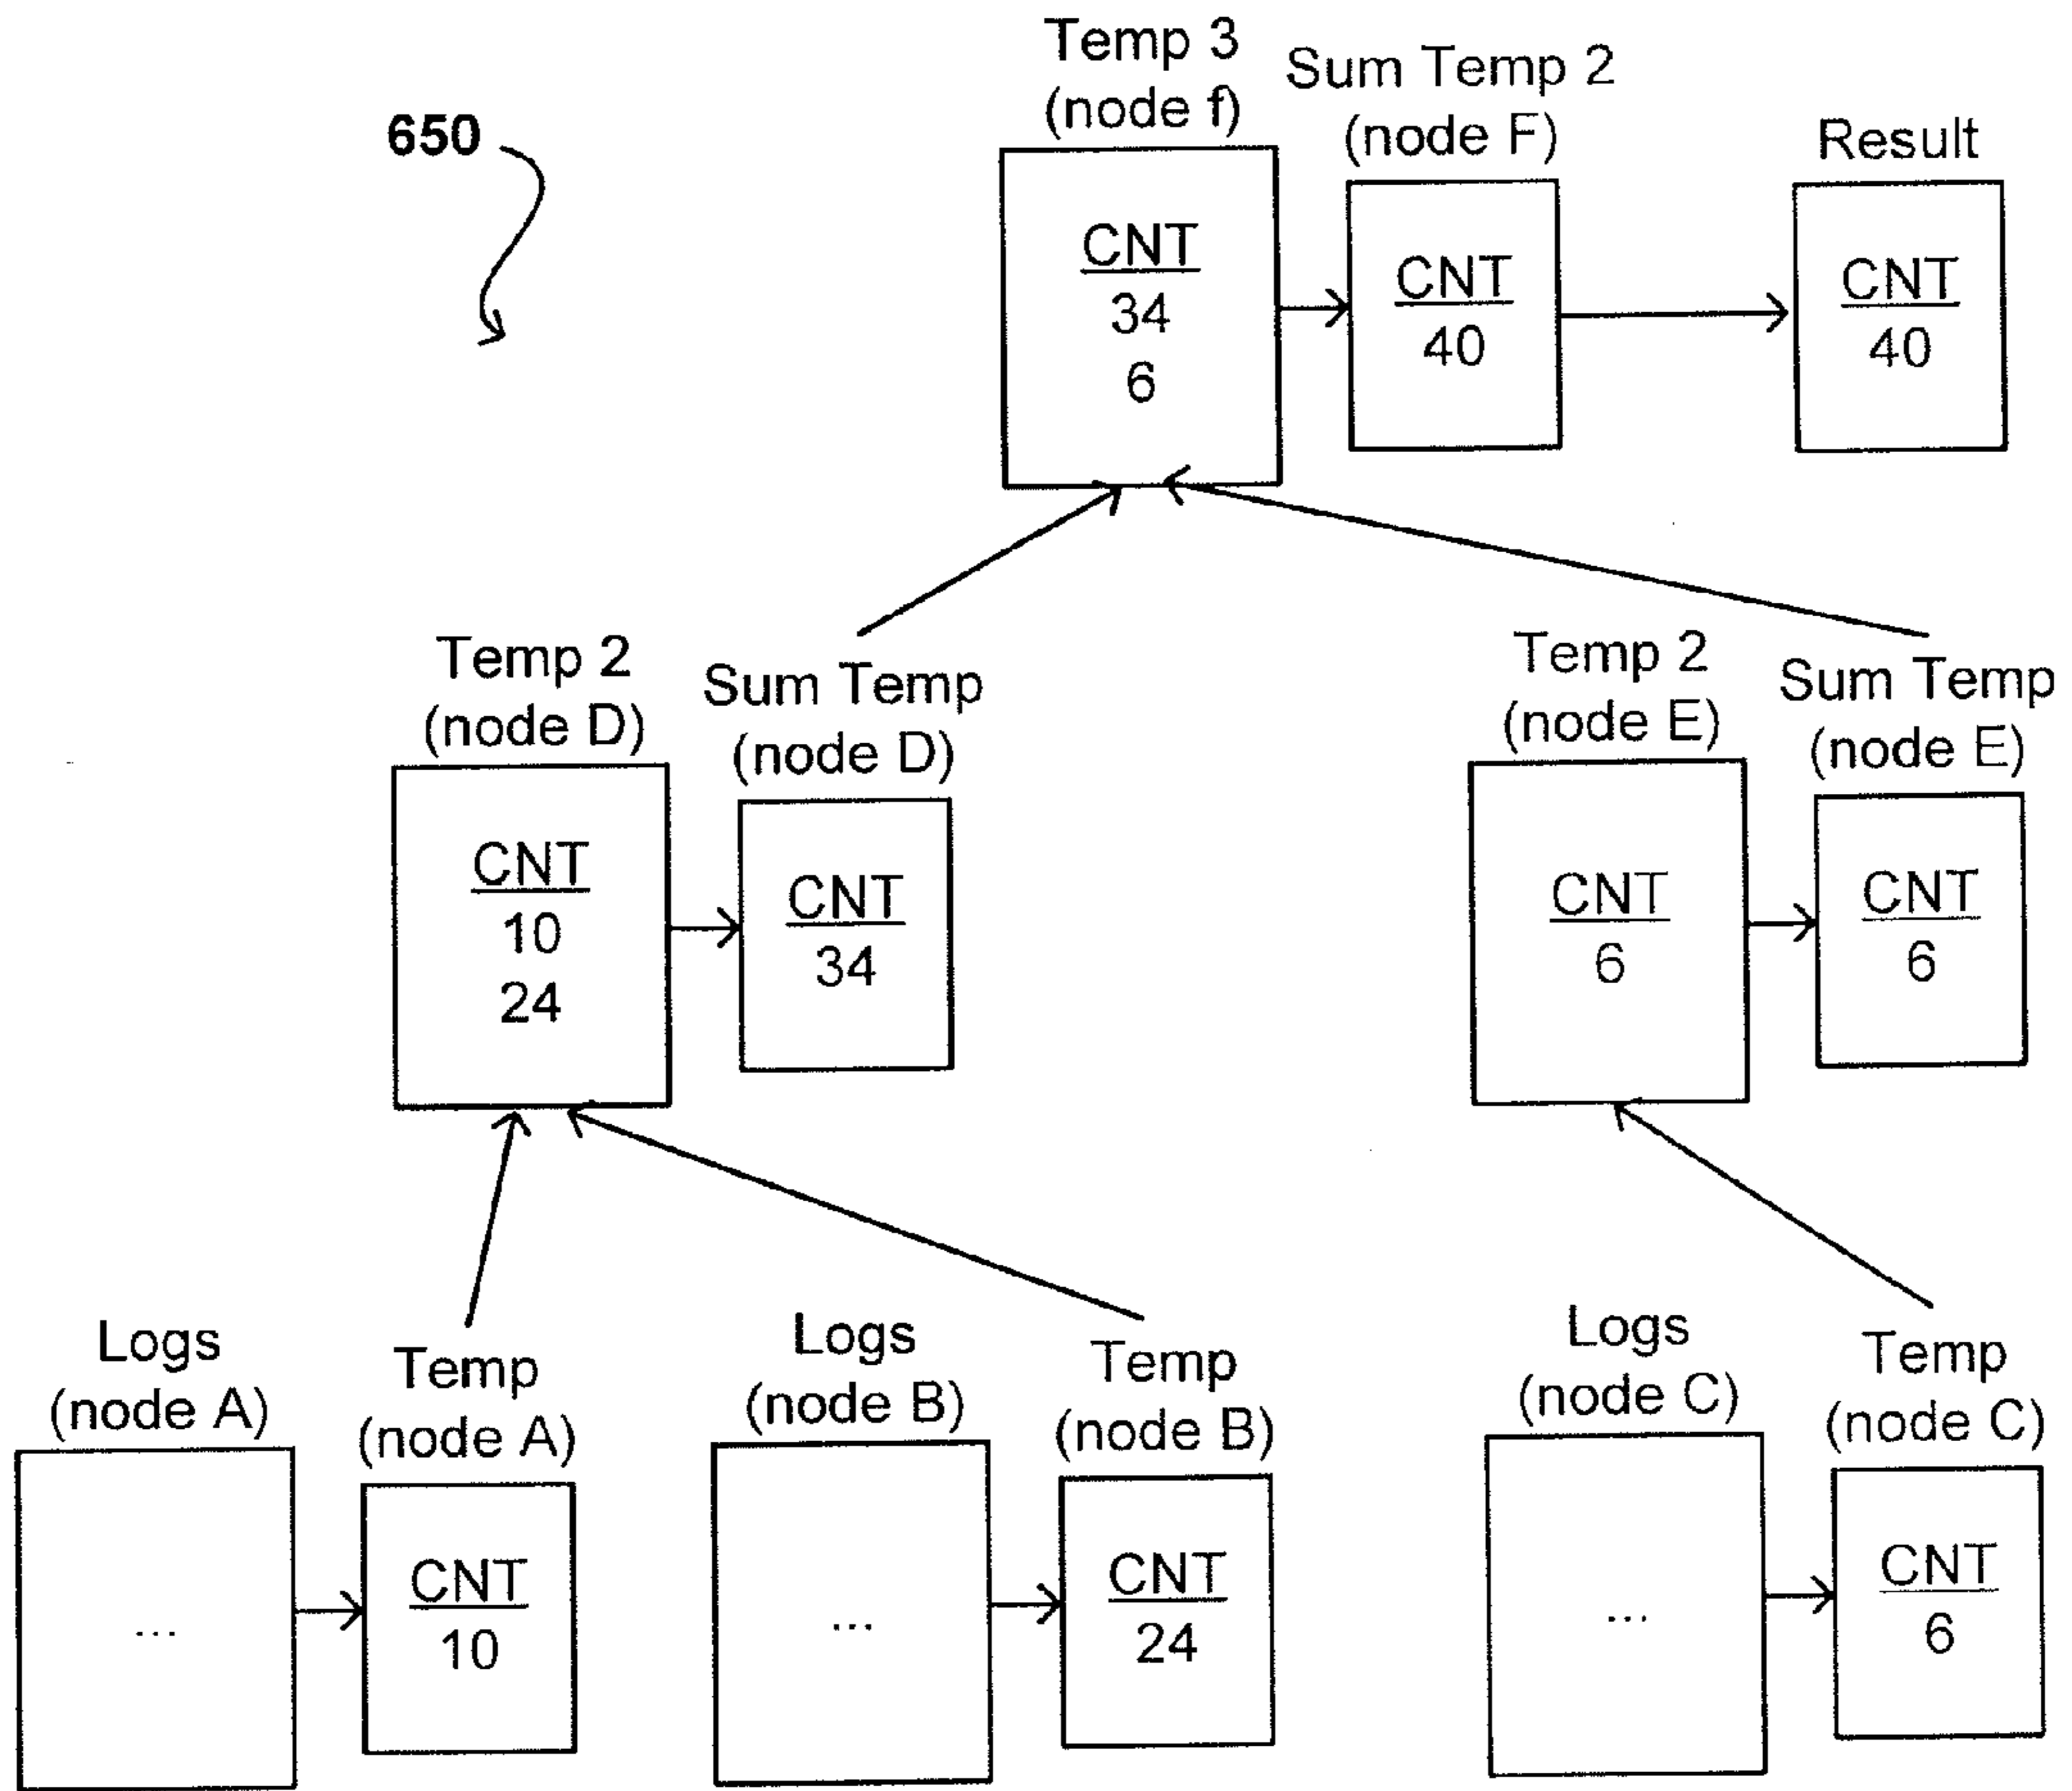 650
Temp 3
(node f)
CNT
34
6
Sum Temp 2
(node F)
CNT
40
Result
CNT
40
Temp 2
(node D)
CNT
10
24
Sum Temp
(node D)
CNT
34
Temp 2
(node E)
CNT
6
Sum Temp
(node E)
CNT
6
Logs
(node A)
...
Temp
(node A)
CNT
10
Logs
(node B)
...
Temp
(node B)
CNT
24
Logs
(node C)
...
Temp
(node C)
CNT
6